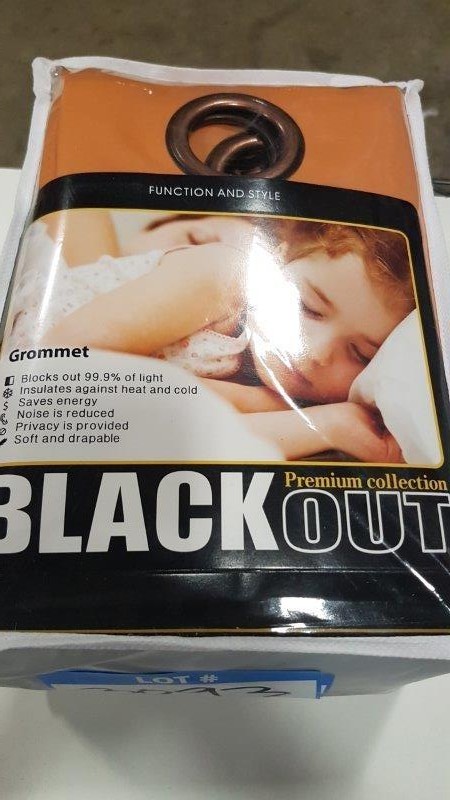 FUNCTION AND STYLE
Grommet
Blocks out 99.9% of light
Insulates against heat and cold
Saves energy
Noise is reduced
Privacy is provided
Soft and drapable
Premium collection
BLACKOUT
LOT #